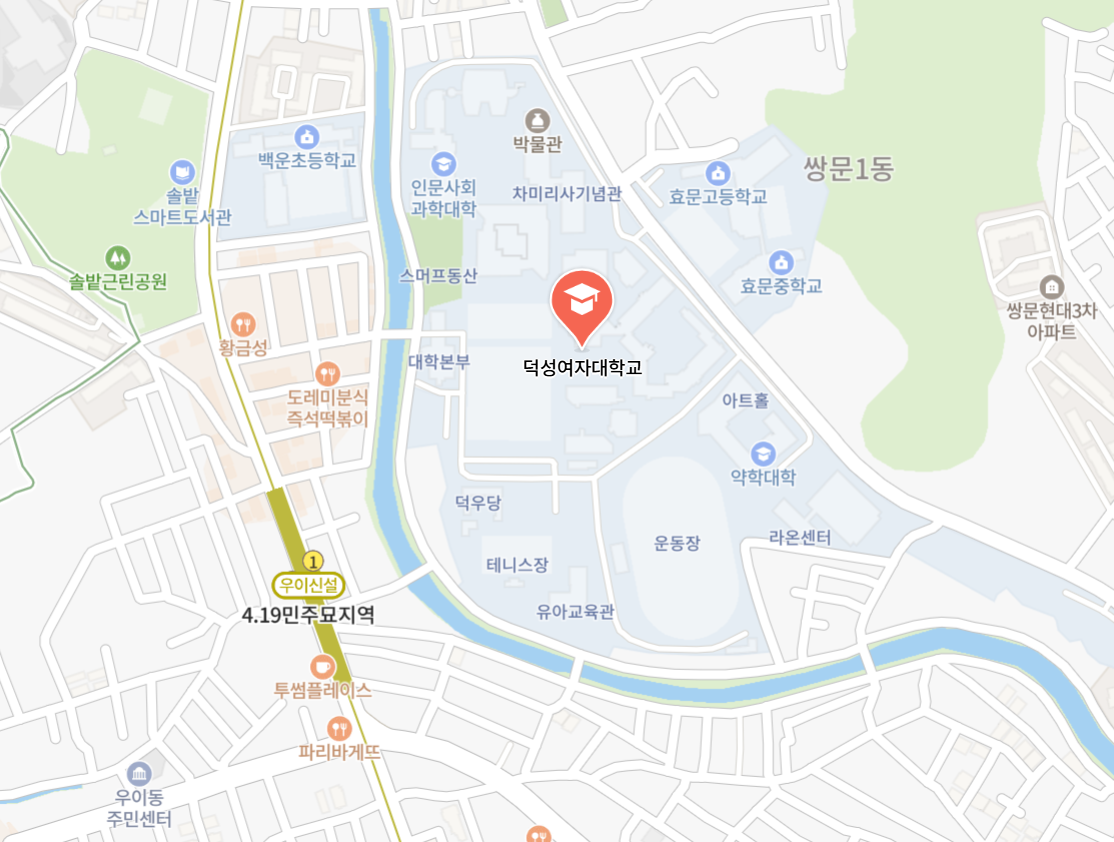 박물관
백운초등학교
인문사회
과학대학
쌍문1동
솔밭
스마트도서관
차미리사기념관
효문고등학교
솔밭근린공원
스머프동산
효문중학교
쌍문현대3차
아파트
황금성
대학본부
덕성여자대학교
도레미분식
즉석떡볶이
아트홀
약학대학
덕우당
운동장
라온센터
테니스장
1
우이신설
4.19민주묘지역
유아교육관
투썸플레이스
파리바게뜨
우이동
주민센터